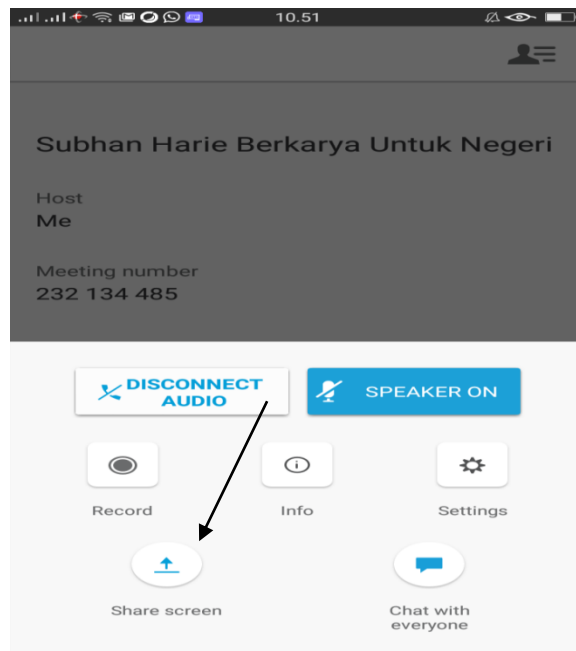 10.51
Subhan Harie Berkarya Untuk Negeri
Host
Me
Meeting number
232 134 485
DISCONNECT
AUDIO
SPEAKER ON
Record
Info
Settings
Share screen
Chat with
everyone